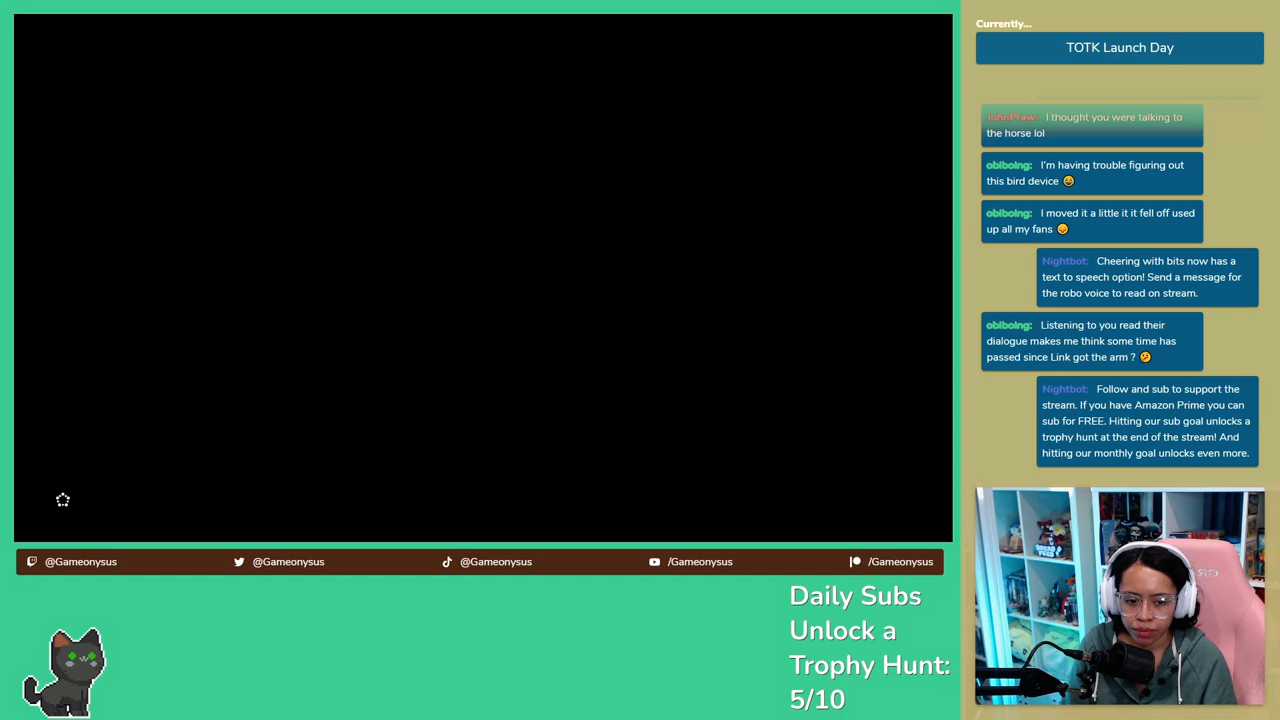 Currently...
TOTK Launch Day
JohnPraw: I thought you were talking to
the horse lol
oblboing: I'm having trouble figuring out
this bird device
oblboing: I moved it a little it it fell off used
up all my fans
Nightbot: Cheering with bits now has a
text to speech option! Send a message for
the robo voice to read on stream.
oblboing: Listening to you read their
dialogue makes me think some time has
passed since Link got the arm ?
Nightbot: Follow and sub to support the
stream. If you have Amazon Prime you can
sub for FREE. Hitting our sub goal unlocks a
trophy hunt at the end of the stream! And
hitting our monthly goal unlocks even more.
@Gameonysus @Gameonysus @Gameonysus /Gameonysus /Gameonysus
Daily Subs
Unlock a
Trophy Hunt:
5/10